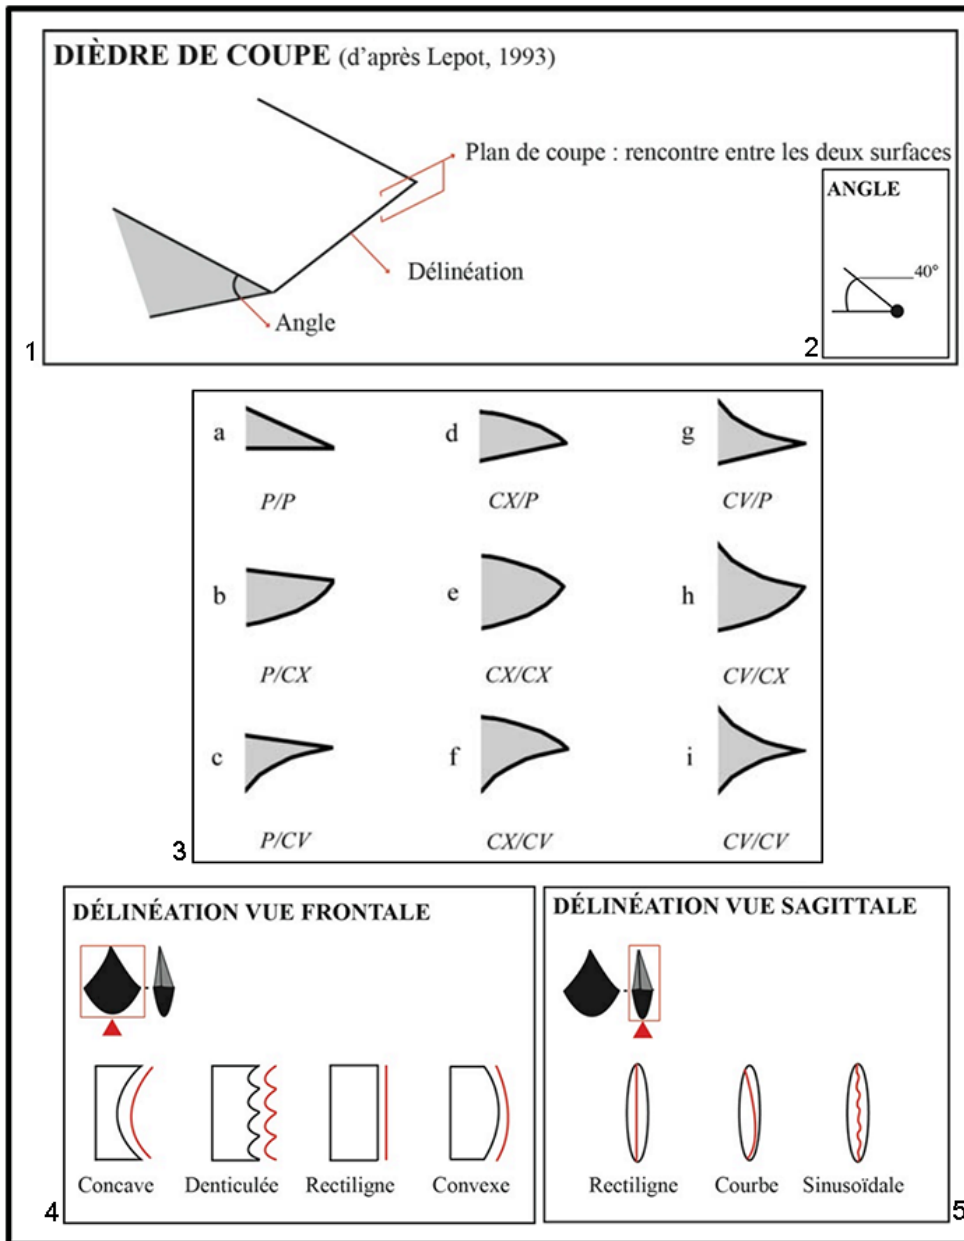 DIÈDRE DE COUPE (d'après Lepot, 1993)
Plan de coupe : rencontre entre les deux surfaces
Délinéation
Angle
1
ANGLE
40°
2
a
d
g
P/P
CX/P
CV/P
b
e
h
P/CX
CX/CX
CV/CX
c
f
i
P/CV
CX/CV
CV/CV
3
DÉLINÉATION VUE FRONTALE
Concave
Denticulée
Rectiligne
Convexe
4
DÉLINÉATION VUE SAGITTALE
Rectiligne
Courbe
Sinusoïdale
5